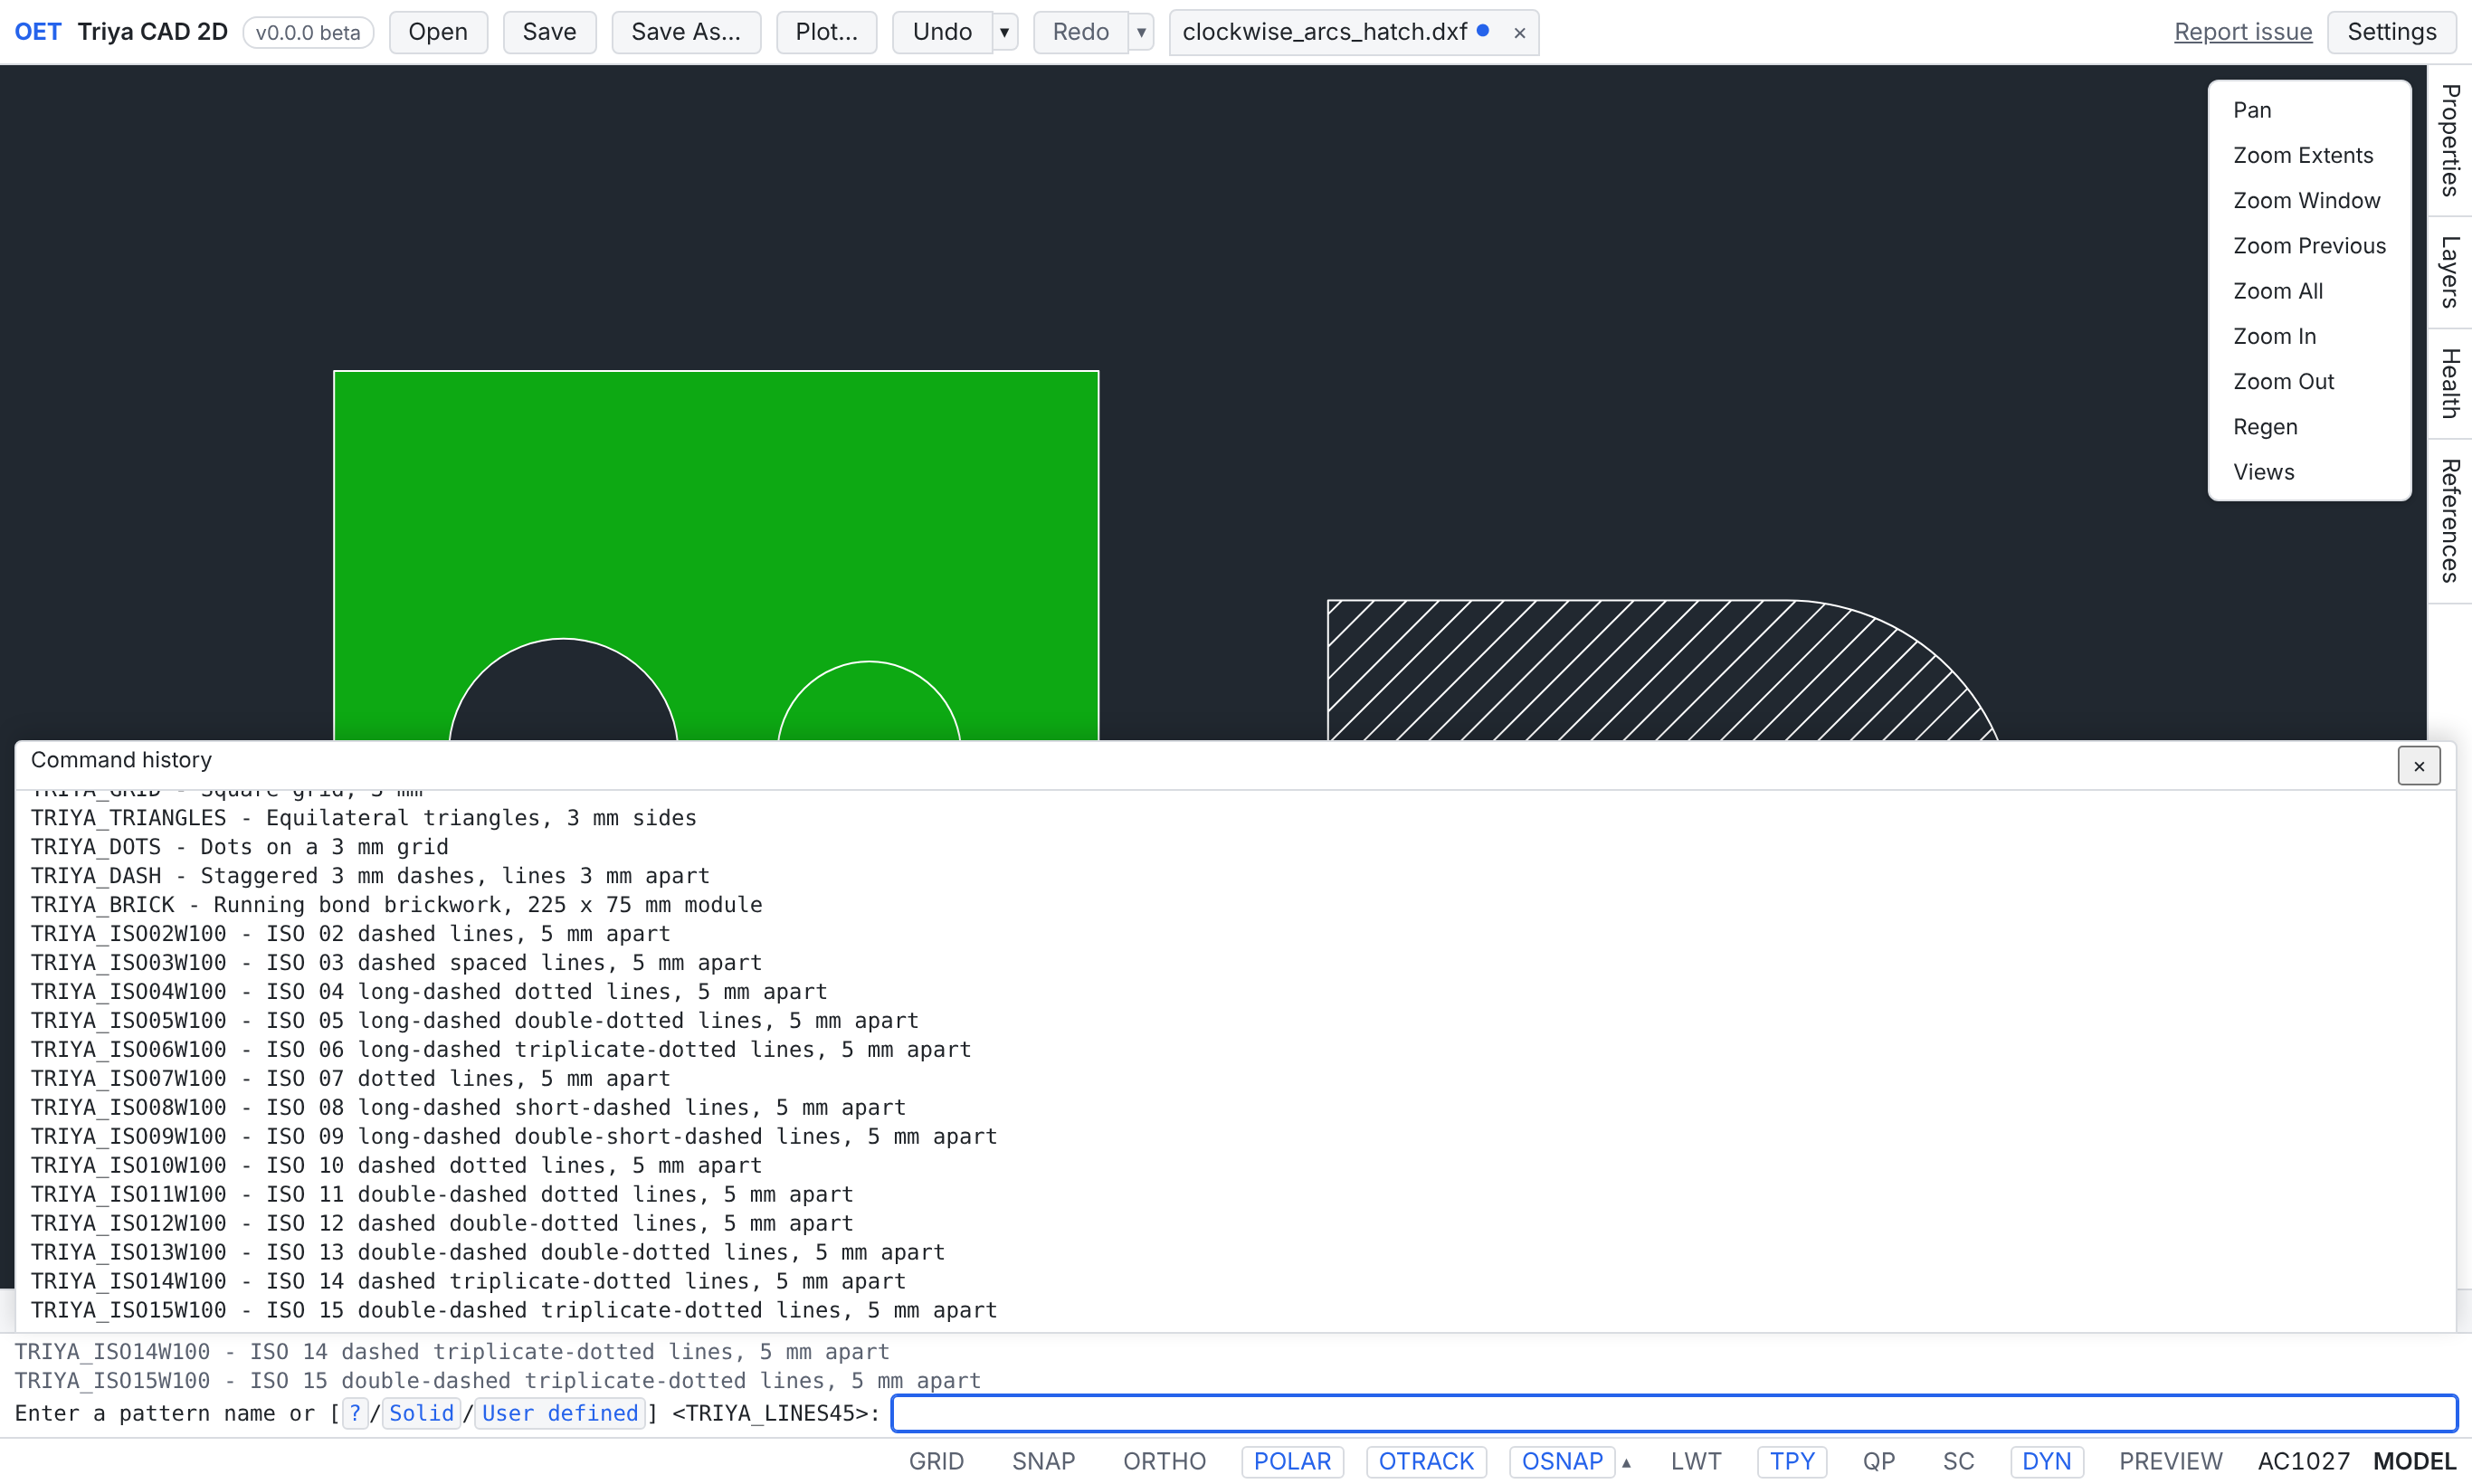 OET Triya CAD 2D v0.0.0 beta Open Save Save As... Plot... Undo ▾ Redo ▾ clockwise_arcs_hatch.dxf × Report issue Settings
Pan
Zoom Extents
Zoom Window
Zoom Previous
Zoom All
Zoom In
Zoom Out
Regen
Views
Properties
Layers
Health
References
Command history ×
TRIYA_GRID - Square grid, 3 mm
TRIYA_TRIANGLES - Equilateral triangles, 3 mm sides
TRIYA_DOTS - Dots on a 3 mm grid
TRIYA_DASH - Staggered 3 mm dashes, lines 3 mm apart
TRIYA_BRICK - Running bond brickwork, 225 x 75 mm module
TRIYA_ISO02W100 - ISO 02 dashed lines, 5 mm apart
TRIYA_ISO03W100 - ISO 03 dashed spaced lines, 5 mm apart
TRIYA_ISO04W100 - ISO 04 long-dashed dotted lines, 5 mm apart
TRIYA_ISO05W100 - ISO 05 long-dashed double-dotted lines, 5 mm apart
TRIYA_ISO06W100 - ISO 06 long-dashed triplicate-dotted lines, 5 mm apart
TRIYA_ISO07W100 - ISO 07 dotted lines, 5 mm apart
TRIYA_ISO08W100 - ISO 08 long-dashed short-dashed lines, 5 mm apart
TRIYA_ISO09W100 - ISO 09 long-dashed double-short-dashed lines, 5 mm apart
TRIYA_ISO10W100 - ISO 10 dashed dotted lines, 5 mm apart
TRIYA_ISO11W100 - ISO 11 double-dashed dotted lines, 5 mm apart
TRIYA_ISO12W100 - ISO 12 dashed double-dotted lines, 5 mm apart
TRIYA_ISO13W100 - ISO 13 double-dashed double-dotted lines, 5 mm apart
TRIYA_ISO14W100 - ISO 14 dashed triplicate-dotted lines, 5 mm apart
TRIYA_ISO15W100 - ISO 15 double-dashed triplicate-dotted lines, 5 mm apart
TRIYA_ISO14W100 - ISO 14 dashed triplicate-dotted lines, 5 mm apart
TRIYA_ISO15W100 - ISO 15 double-dashed triplicate-dotted lines, 5 mm apart
Enter a pattern name or [?/Solid/User defined] <TRIYA_LINES45>:
GRID SNAP ORTHO POLAR OTRACK OSNAP ▴ LWT TPY QP SC DYN PREVIEW AC1027 MODEL